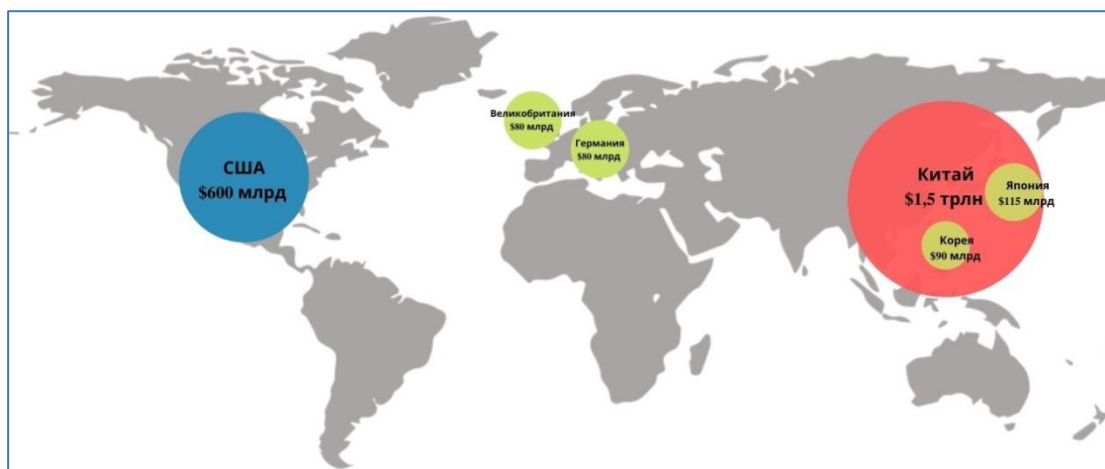 США
$600 млрд
Великобритания
$80 млрд
Германия
$80 млрд
Китай
$1,5 трлн
Япония
$115 млрд
Корея
$90 млрд